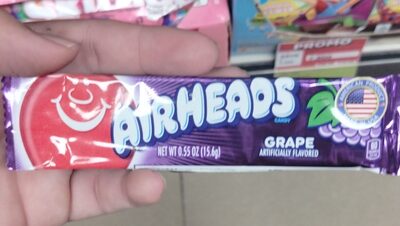 PROMO
AIRHEADS
CANDY
GRAPE
ARTIFICIALLY FLAVORED
NET WT 0.55 OZ (15.6g)